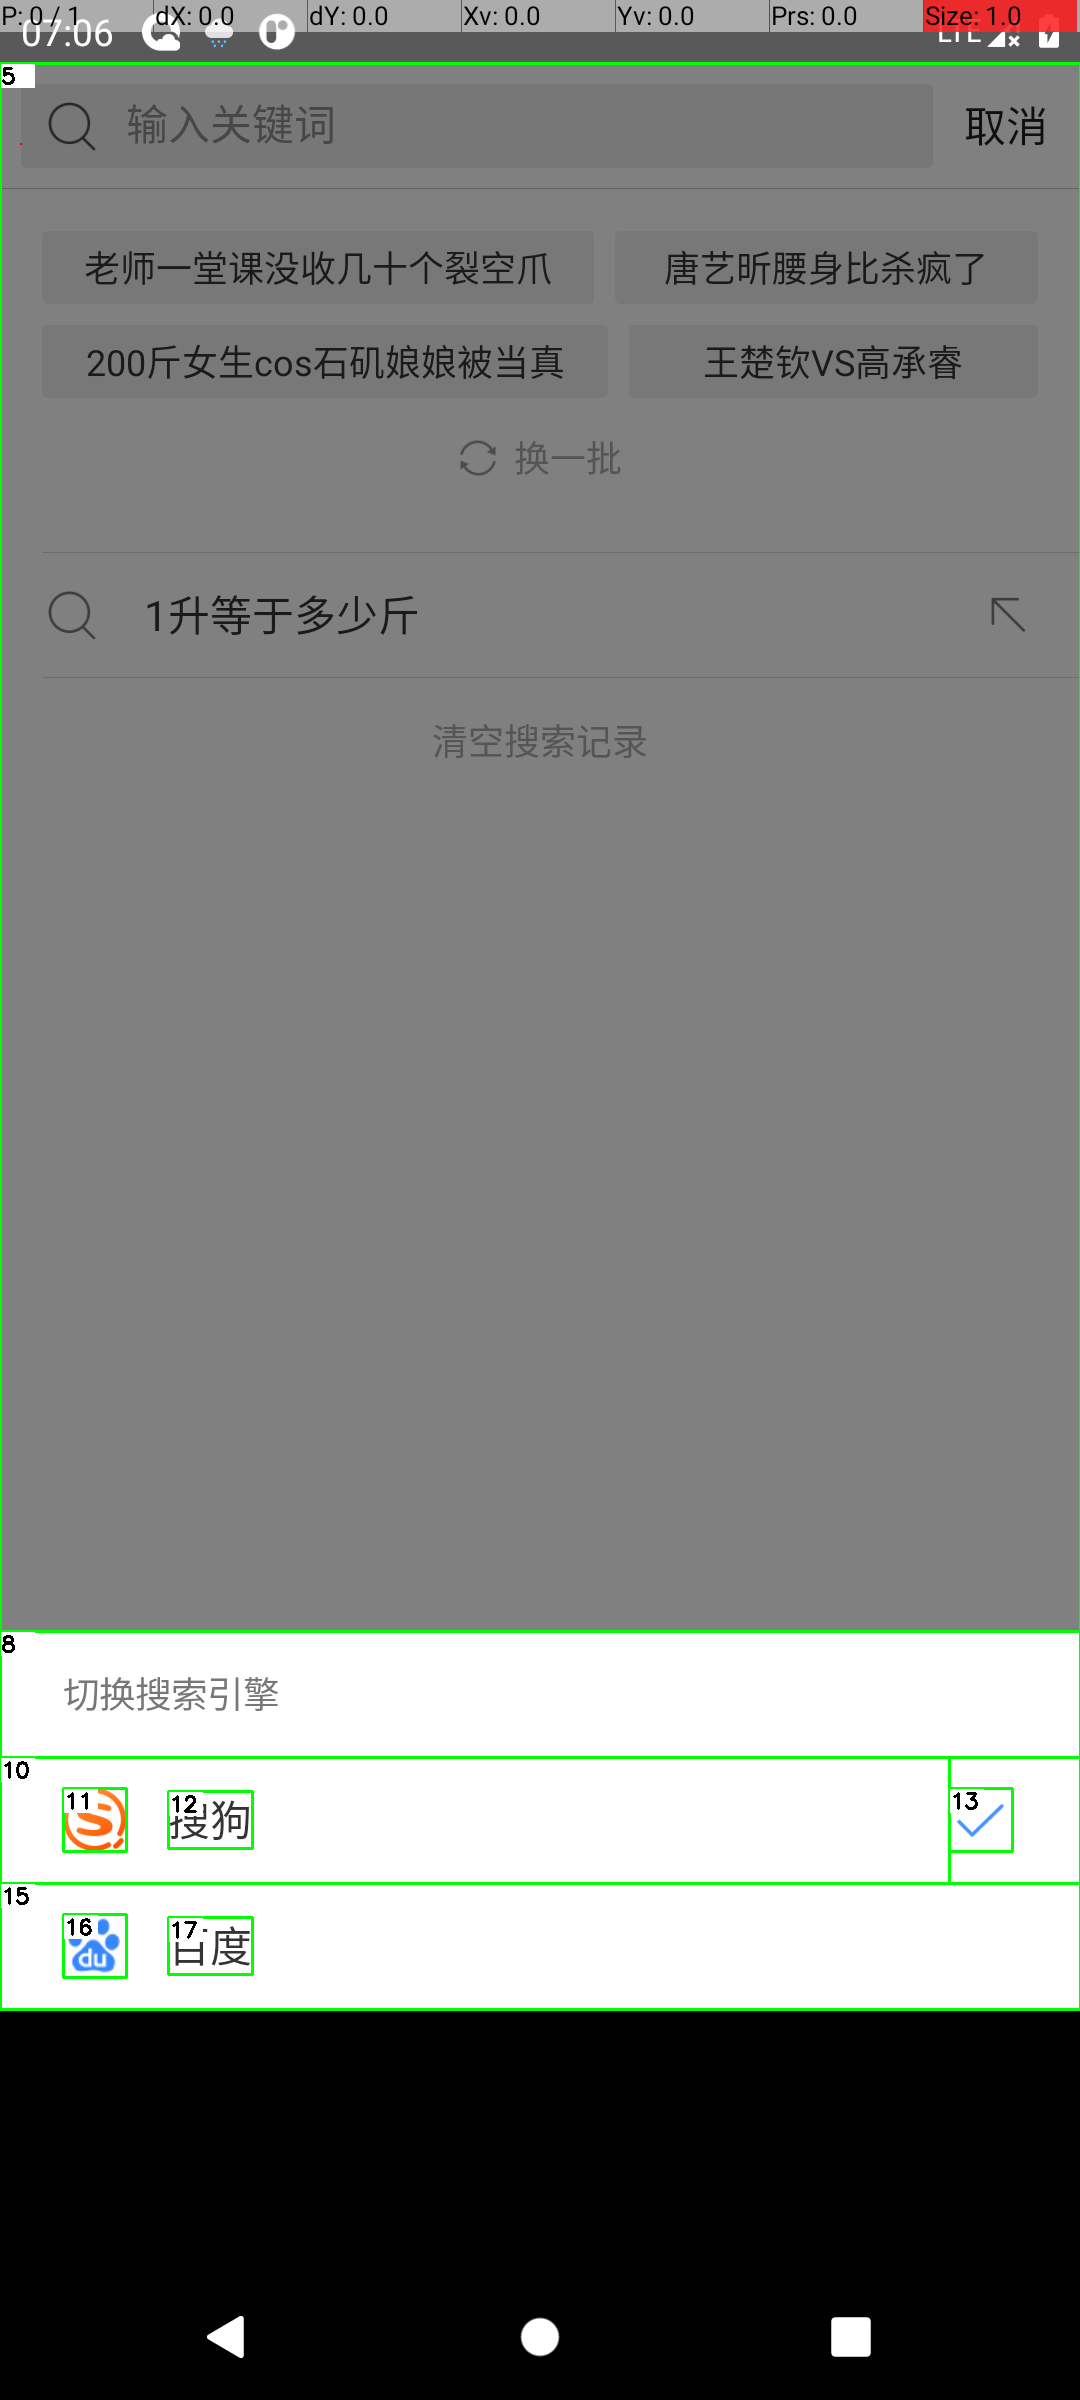 P: 0 / 1 dX: 0.0 dY: 0.0 Xv: 0.0 Yv: 0.0 Prs: 0.0 Size: 1.0
07:06 LTE
5
输入关键词 取消
老师一堂课没收几十个裂空爪 唐艺昕腰身比杀疯了
200斤女生cos石矶娘娘被当真 王楚钦VS高承睿
换一批
1升等于多少斤
清空搜索记录
8
切换搜索引擎
10
11 12 搜狗 13
15
16 du 17 百度